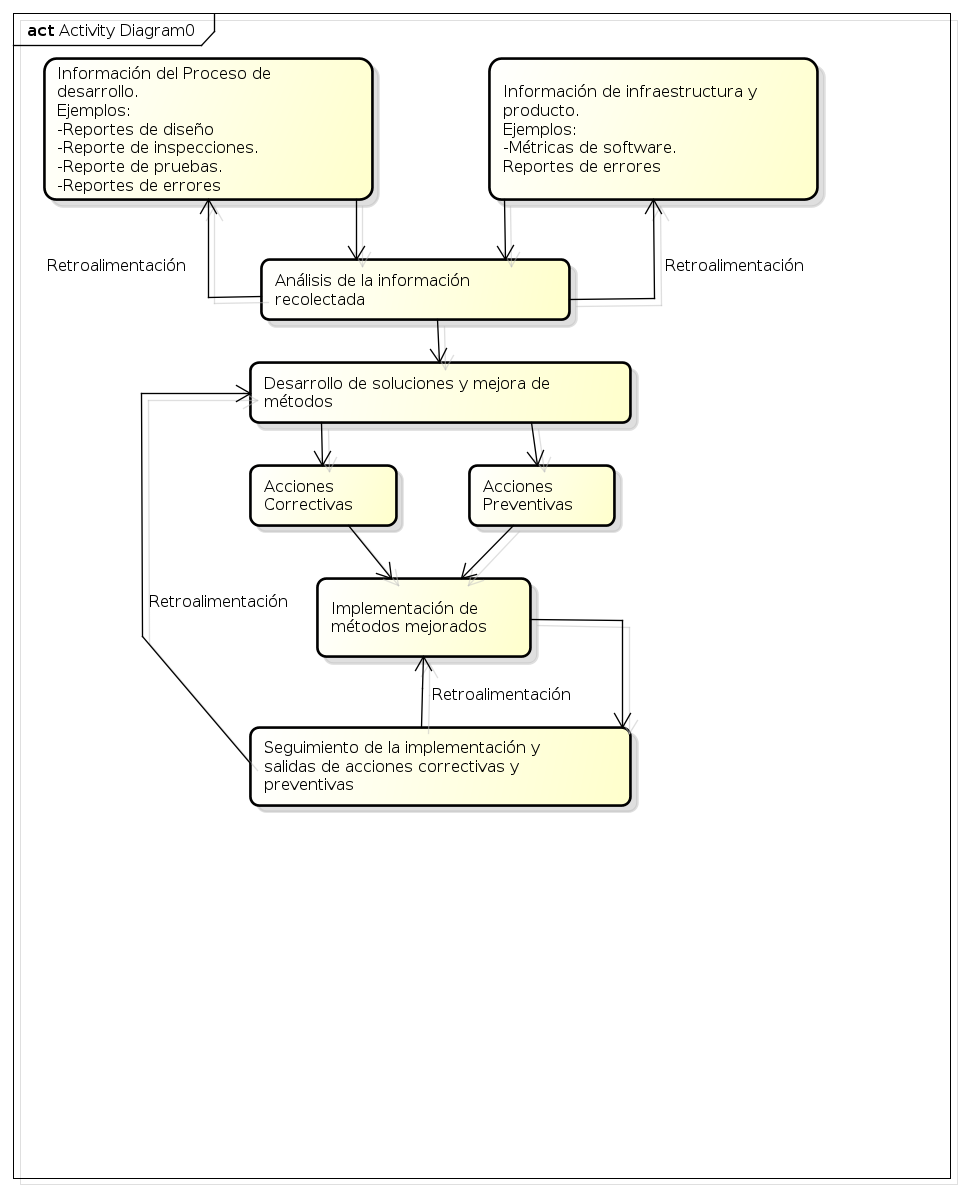 act Activity Diagram0
Información del Proceso de
desarrollo.
Ejemplos:
-Reportes de diseño
-Reporte de inspecciones.
-Reporte de pruebas.
-Reportes de errores
Información de infraestructura y
producto.
Ejemplos:
-Métricas de software.
Reportes de errores
Retroalimentación
Retroalimentación
Análisis de la información
recolectada
Desarrollo de soluciones y mejora de
métodos
Acciones
Correctivas
Acciones
Preventivas
Retroalimentación
Implementación de
métodos mejorados
Retroalimentación
Seguimiento de la implementación y
salidas de acciones correctivas y
preventivas